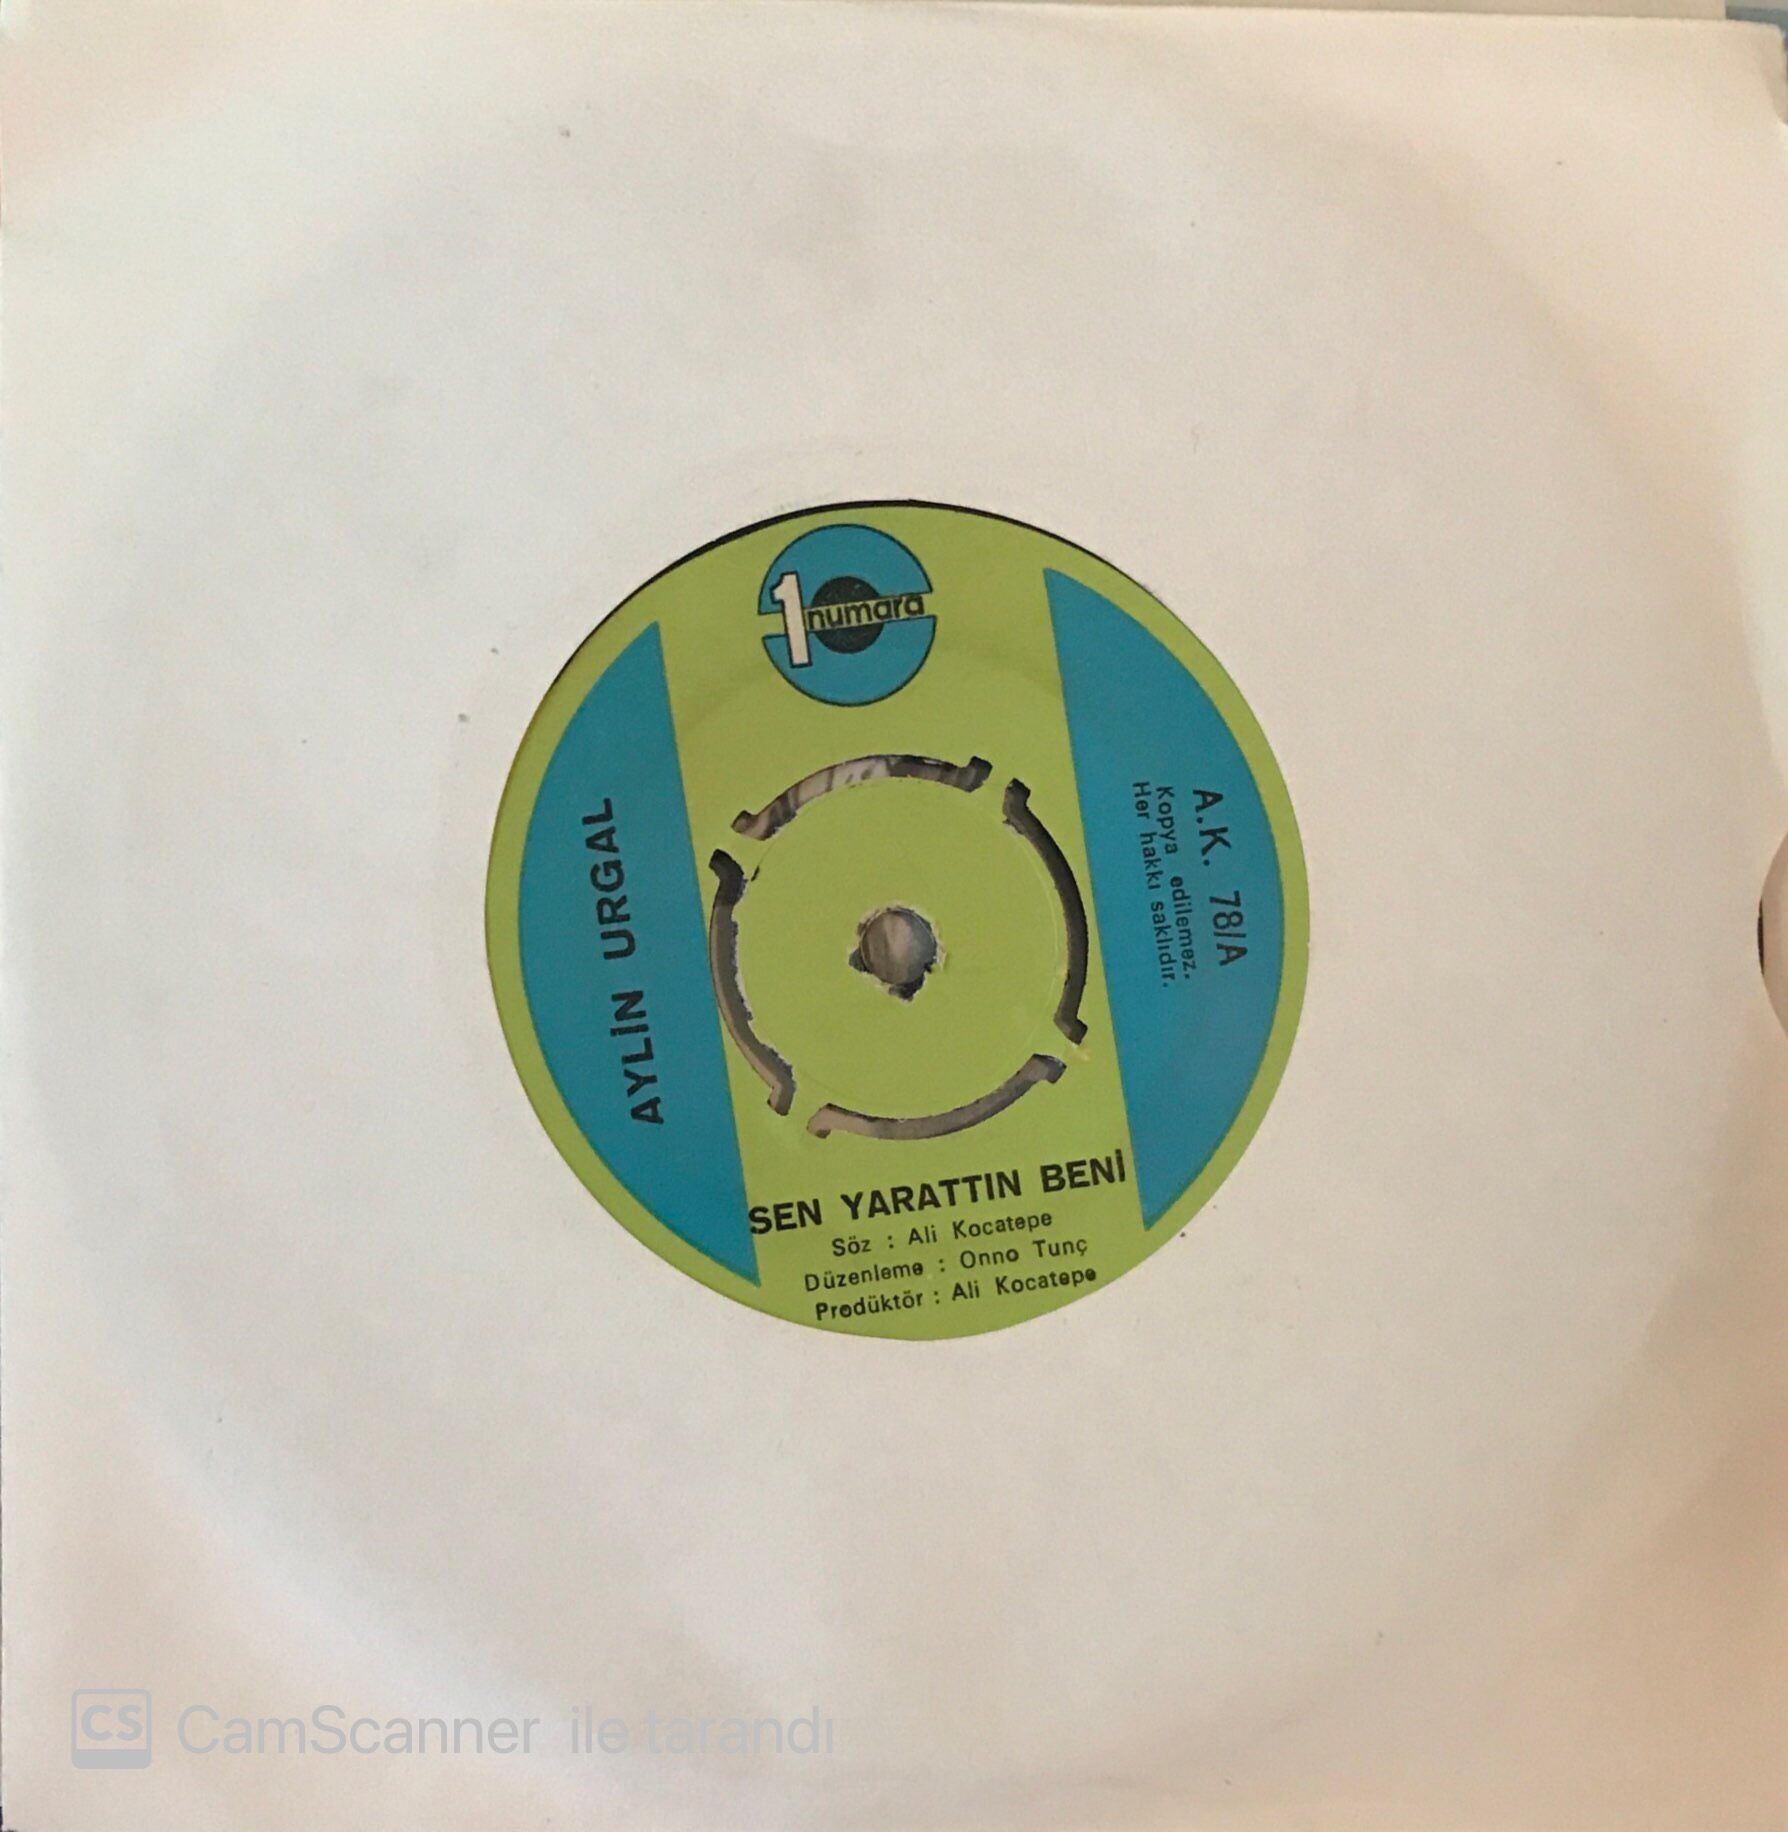 1 numara
AYLİN URGAL
A.K. 78/A
Kopya edilemez.
Her hakkı saklıdır.
SEN YARATTIN BENİ
Söz : Ali Kocatepe
Düzenleme : Onno Tunç
Prodüktör : Ali Kocatepe
CS CamScanner ile tarandı